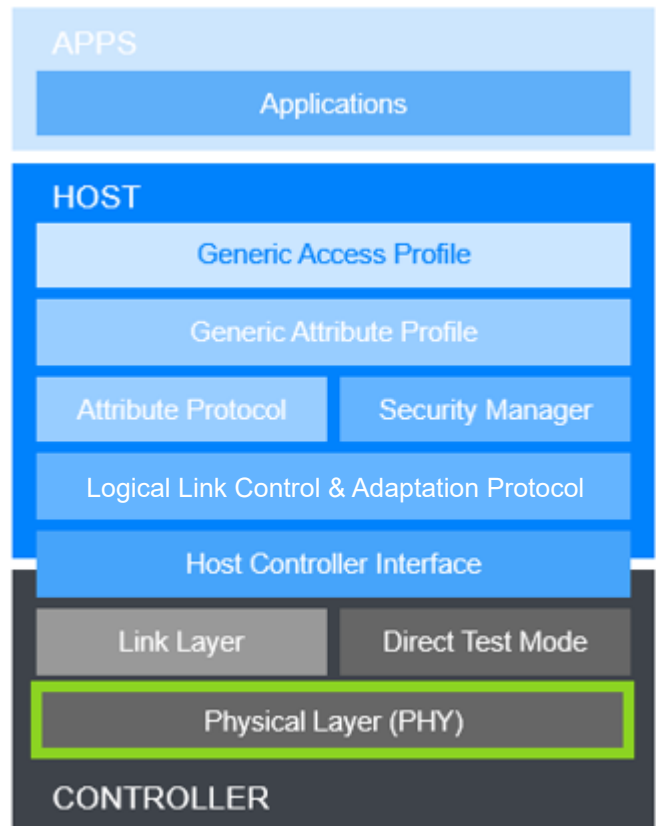 APPS
Applications
HOST
Generic Access Profile
Generic Attribute Profile
Attribute Protocol
Security Manager
Logical Link Control & Adaptation Protocol
Host Controller Interface
Link Layer
Direct Test Mode
Physical Layer (PHY)
CONTROLLER